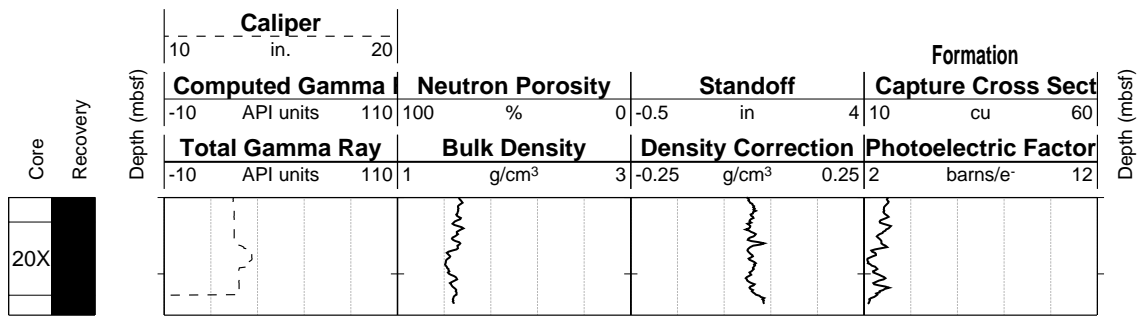 Caliper
10 in. 20
Formation
Computed Gamma Neutron Porosity Standoff Capture Cross Sect
-10 API units 110 100 % 0 -0.5 in 4 10 cu 60
Total Gamma Ray Bulk Density Density Correction Photoelectric Factor
-10 API units 110 1 g/cm3 3 -0.25 g/cm3 0.25 2 barns/e- 12
Core
Recovery
Depth (mbsf)
Depth (mbsf)
20X